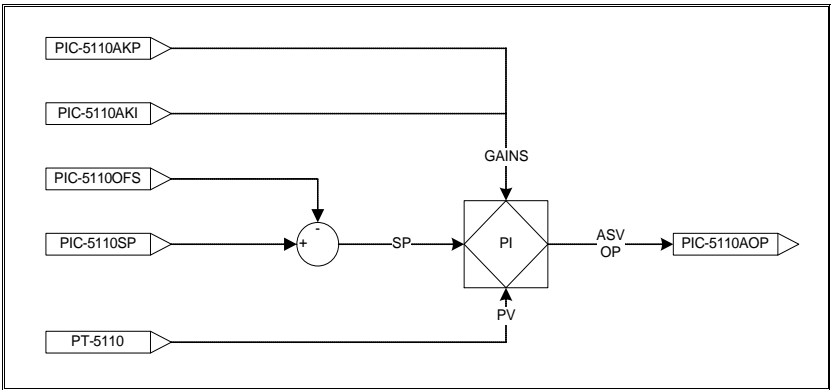 PIC-5110AKP
PIC-5110AKI
GAINS
PIC-5110OFS
-
PIC-5110SP
+
SP
PI
ASV
OP
PIC-5110AOP
PV
PT-5110